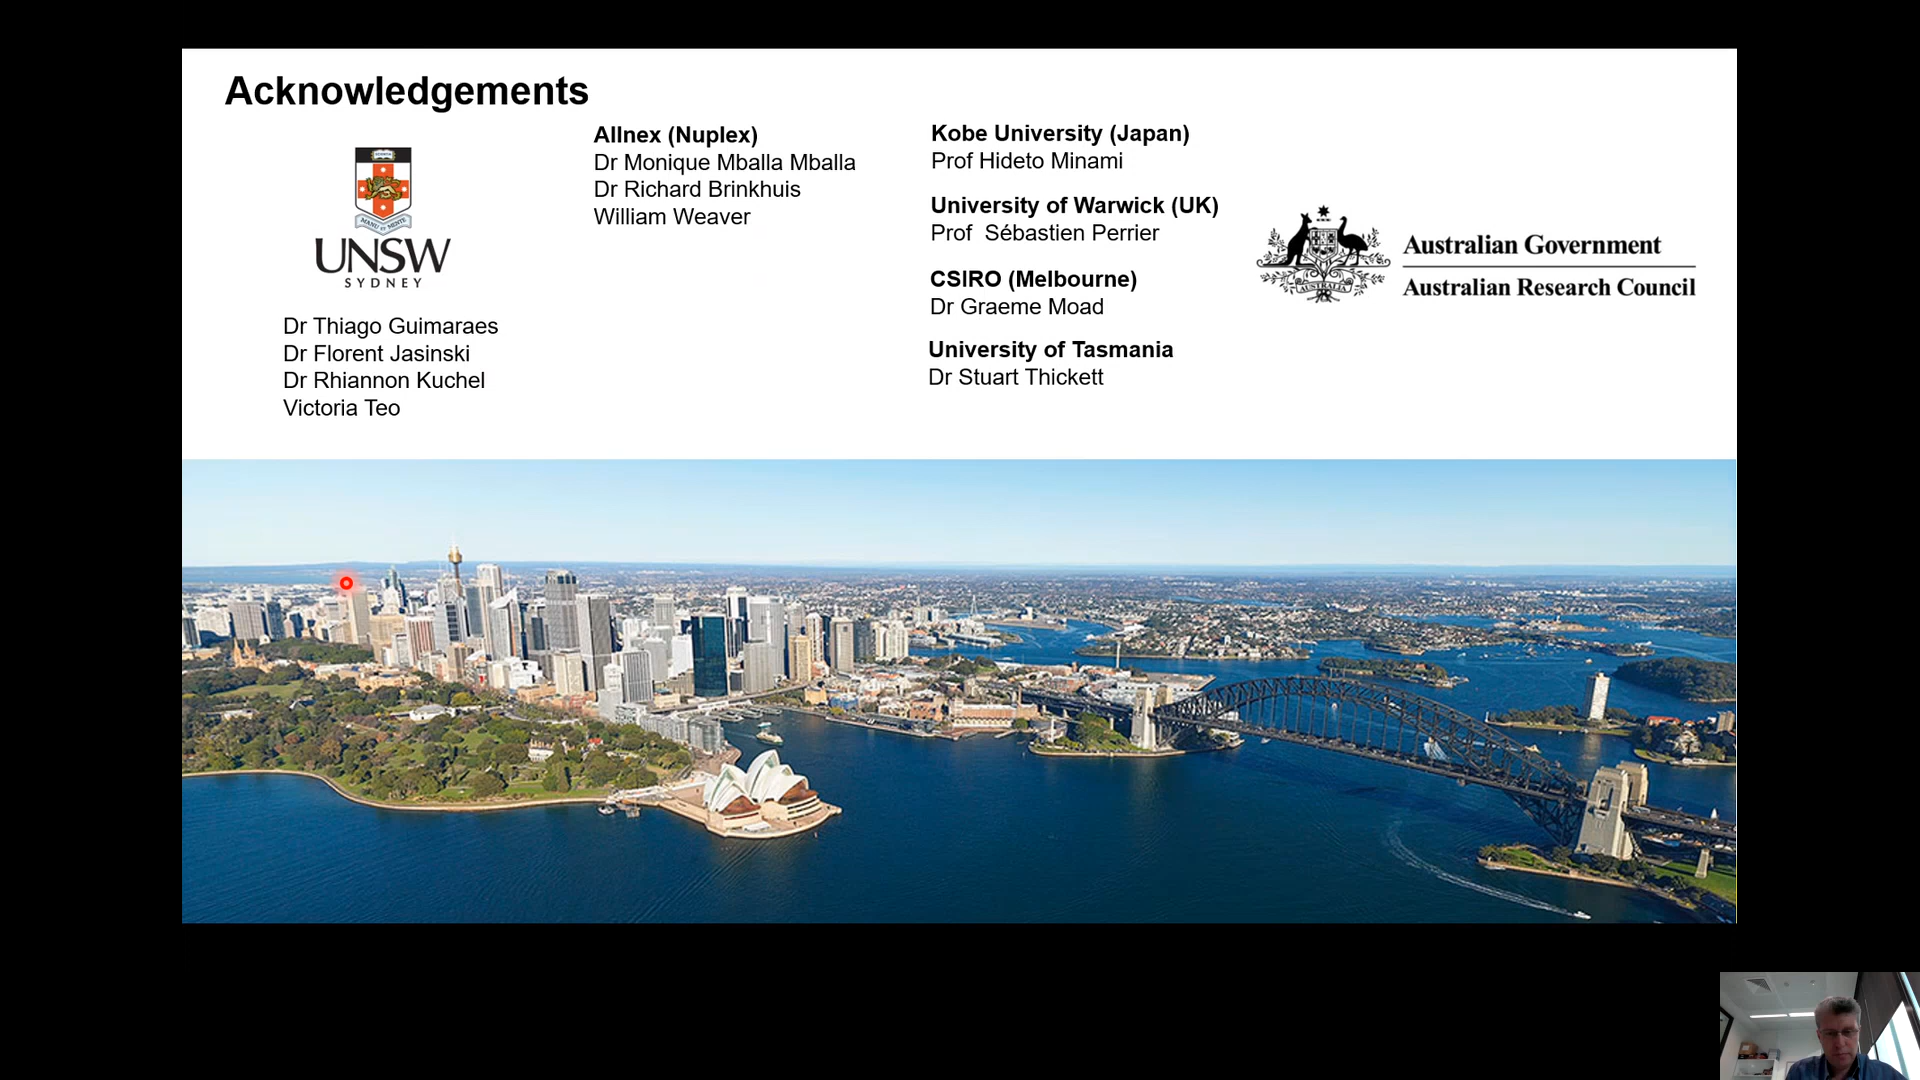 Acknowledgements
UNSW
SYDNEY
Dr Thiago Guimaraes
Dr Florent Jasinski
Dr Rhiannon Kuchel
Victoria Teo
Allnex (Nuplex)
Dr Monique Mballa Mballa
Dr Richard Brinkhuis
William Weaver
Kobe University (Japan)
Prof Hideto Minami
University of Warwick (UK)
Prof Sébastien Perrier
CSIRO (Melbourne)
Dr Graeme Moad
University of Tasmania
Dr Stuart Thickett
AUSTRALIA
Australian Government
Australian Research Council